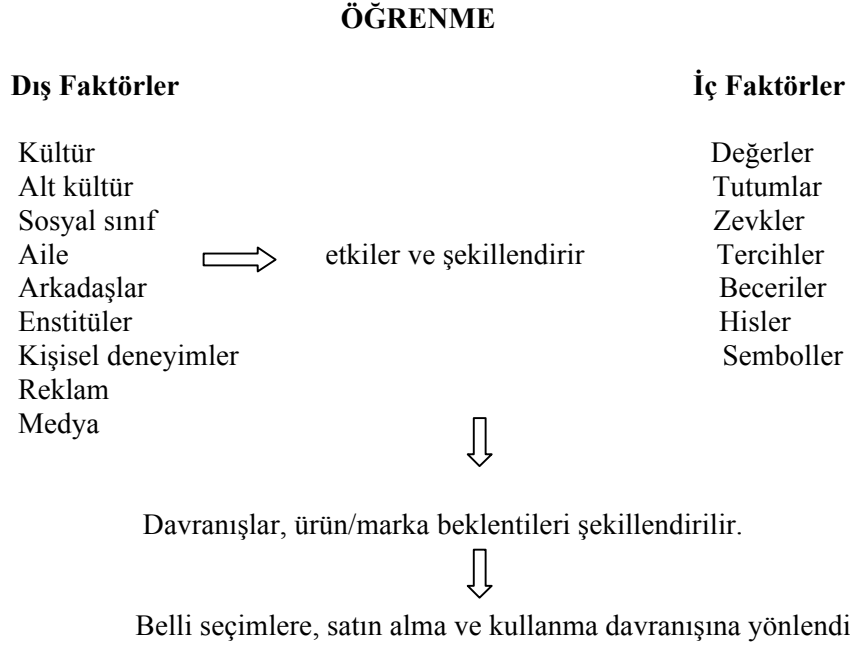 ÖĞRENME
Dış Faktörler İç Faktörler
Kültür Değerler
Alt kültür Tutumlar
Sosyal sınıf Zevkler
Aile etkiler ve şekillendirir Tercihler
Arkadaşlar Beceriler
Enstitüler Hisler
Kişisel deneyimler Semboller
Reklam
Medya
Davranışlar, ürün/marka beklentileri şekillendirilir.
Belli seçimlere, satın alma ve kullanma davranışına yönlendi